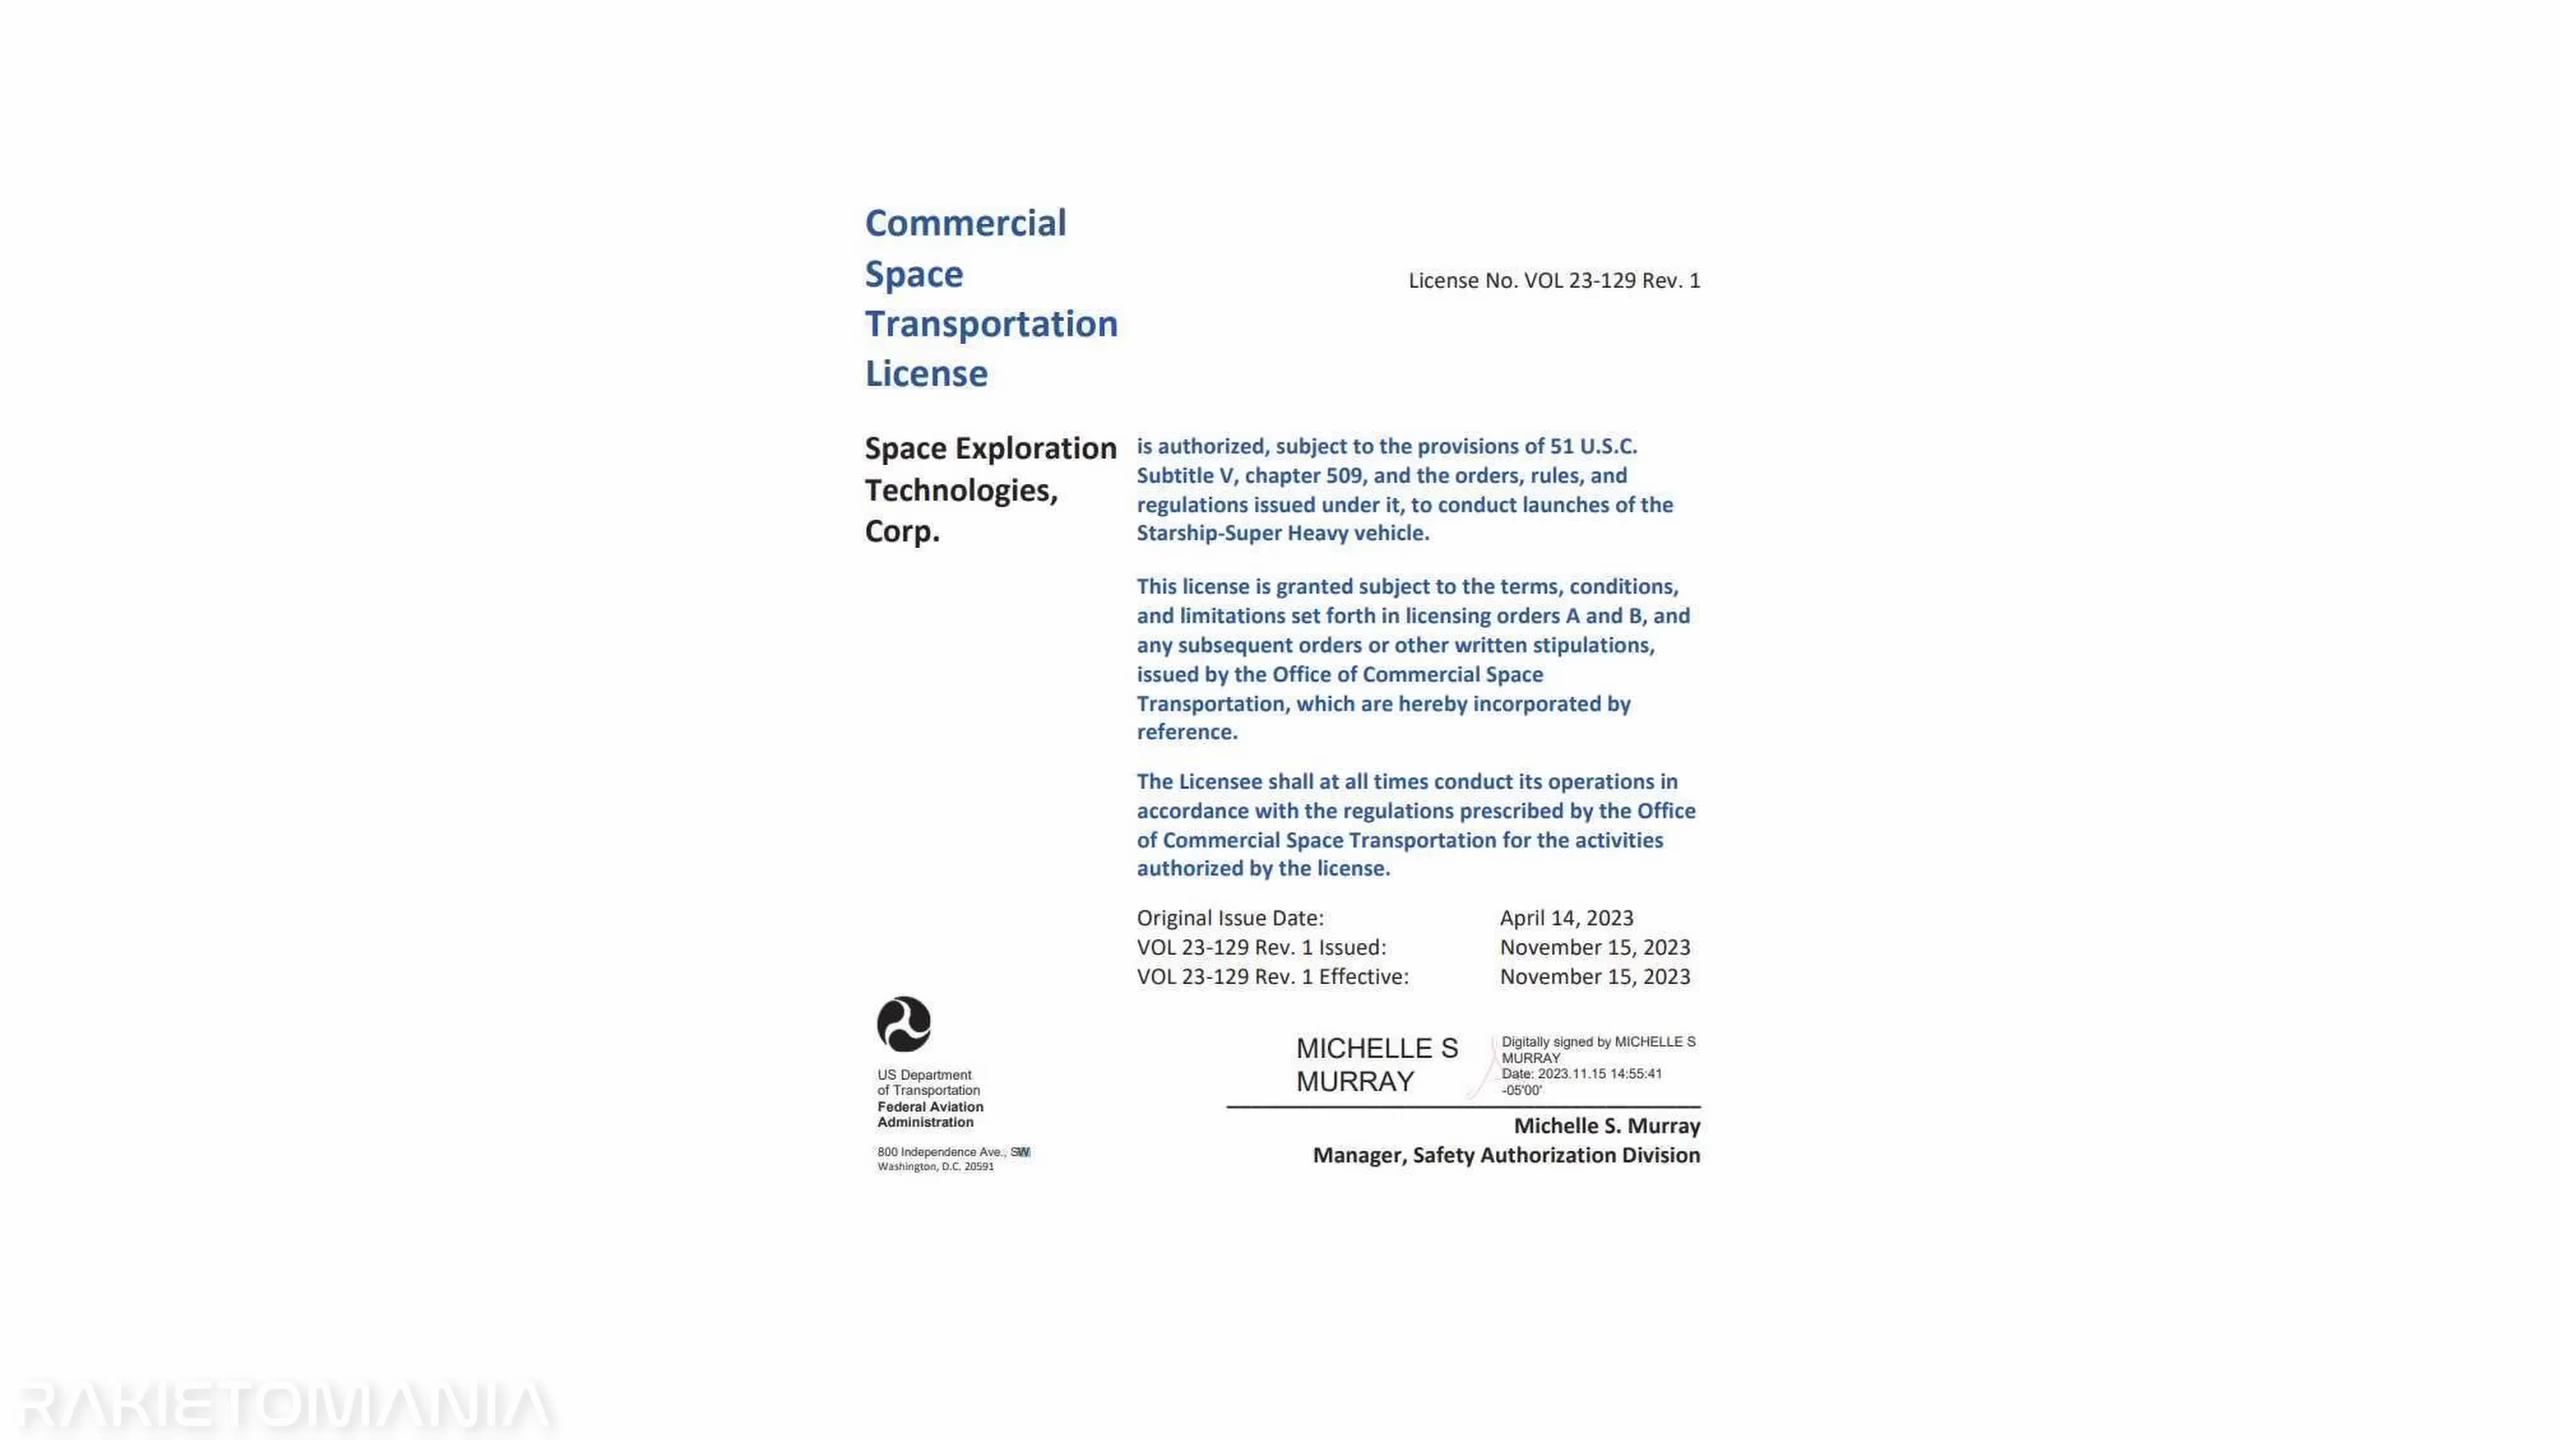 Commercial
Space
Transportation
License
License No. VOL 23-129 Rev. 1
Space Exploration
Technologies,
Corp.
is authorized, subject to the provisions of 51 U.S.C.
Subtitle V, chapter 509, and the orders, rules, and
regulations issued under it, to conduct launches of the
Starship-Super Heavy vehicle.
This license is granted subject to the terms, conditions,
and limitations set forth in licensing orders A and B, and
any subsequent orders or other written stipulations,
issued by the Office of Commercial Space
Transportation, which are hereby incorporated by
reference.
The Licensee shall at all times conduct its operations in
accordance with the regulations prescribed by the Office
of Commercial Space Transportation for the activities
authorized by the license.
Original Issue Date: April 14, 2023
VOL 23-129 Rev. 1 Issued: November 15, 2023
VOL 23-129 Rev. 1 Effective: November 15, 2023
US Department
of Transportation
Federal Aviation
Administration
800 Independence Ave., SW
Washington, D.C. 20591
MICHELLE S
MURRAY
Digitally signed by MICHELLE S
MURRAY
Date: 2023.11.15 14:55:41
-05'00'
Michelle S. Murray
Manager, Safety Authorization Division
RAKIETOMANIA